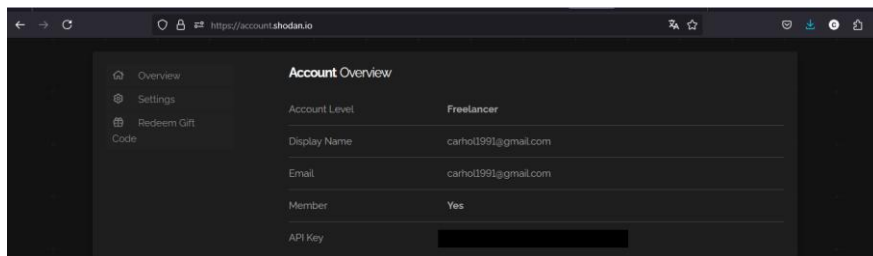 https://account.shodan.io
Overview
Settings
Redeem Gift
Code
Account Overview
Account Level Freelancer
Display Name carhol1991@gmail.com
Email carhol1991@gmail.com
Member Yes
API Key